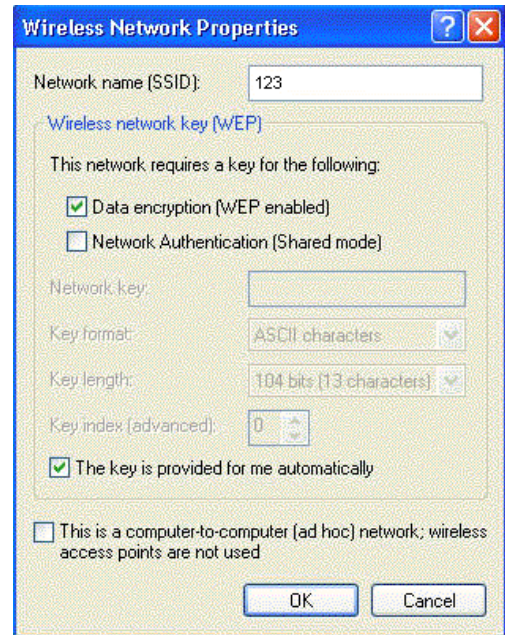 Wireless Network Properties
Network name (SSID): 123
Wireless network key (WEP)
This network requires a key for the following:
Data encryption (WEP enabled)
Network Authentication (Shared mode)
Network key:
Key format: ASCII characters
Key length: 104 bits (13 characters)
Key index (advanced): 0
The key is provided for me automatically
This is a computer-to-computer (ad hoc) network; wireless
access points are not used
OK Cancel